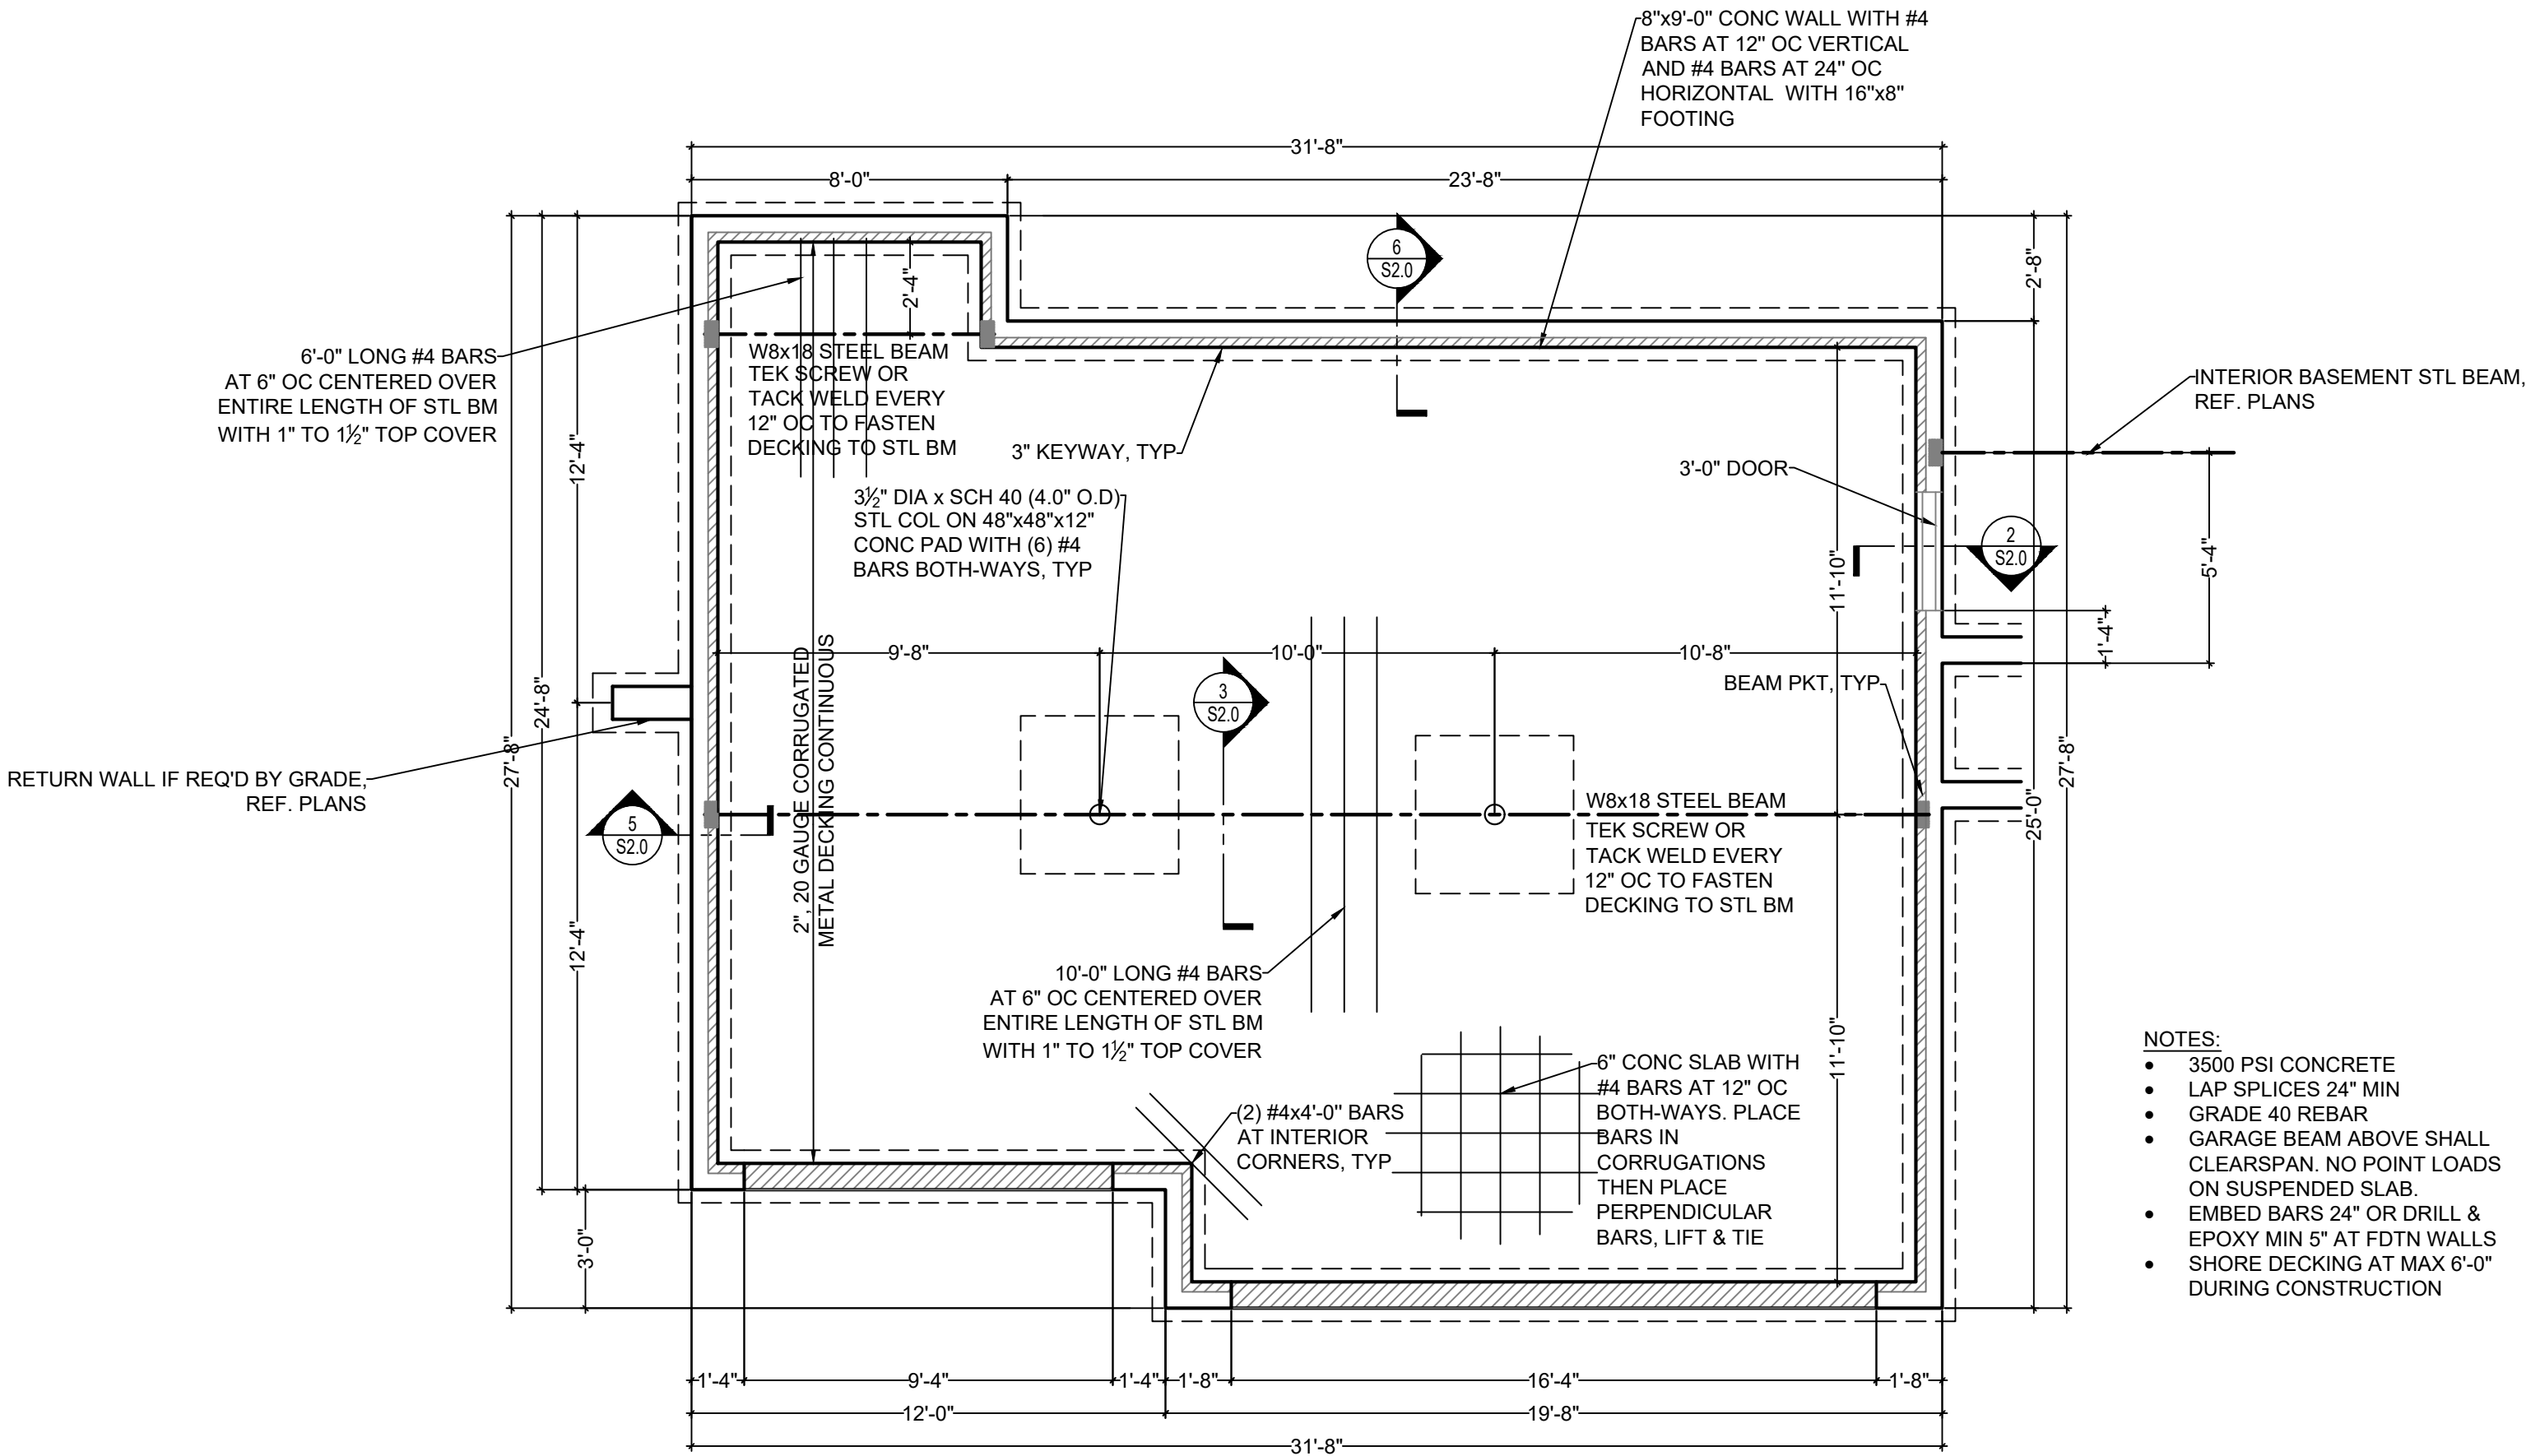 8"x9'-0" CONC WALL WITH #4
BARS AT 12" OC VERTICAL
AND #4 BARS AT 24" OC
HORIZONTAL WITH 16"x8"
FOOTING
31'-8"
8'-0"
23'-8"
6
S2.0
2'-8"
2'-4"
6'-0" LONG #4 BARS
AT 6" OC CENTERED OVER
ENTIRE LENGTH OF STL BM
WITH 1" TO 1½" TOP COVER
W8x18 STEEL BEAM
TEK SCREW OR
TACK WELD EVERY
12" OC TO FASTEN
DECKING TO STL BM
INTERIOR BASEMENT STL BEAM,
REF. PLANS
12'-4"
3" KEYWAY, TYP
3'-0" DOOR
3½" DIA x SCH 40 (4.0" O.D)
STL COL ON 48"x48"x12"
CONC PAD WITH (6) #4
BARS BOTH-WAYS, TYP
2
S2.0
11'-10"
5'-4"
1'-4"
9'-8"
10'-0"
10'-8"
2", 20 GAUGE CORRUGATED
METAL DECKING CONTINUOUS
3
S2.0
BEAM PKT, TYP
24'-8"
27'-8"
27'-8"
25'-0"
RETURN WALL IF REQ'D BY GRADE,
REF. PLANS
5
S2.0
W8x18 STEEL BEAM
TEK SCREW OR
TACK WELD EVERY
12" OC TO FASTEN
DECKING TO STL BM
12'-4"
10'-0" LONG #4 BARS
AT 6" OC CENTERED OVER
ENTIRE LENGTH OF STL BM
WITH 1" TO 1½" TOP COVER
11'-10"
6" CONC SLAB WITH
#4 BARS AT 12" OC
BOTH-WAYS. PLACE
BARS IN
CORRUGATIONS
THEN PLACE
PERPENDICULAR
BARS, LIFT & TIE
(2) #4x4'-0" BARS
AT INTERIOR
CORNERS, TYP
NOTES:
• 3500 PSI CONCRETE
• LAP SPLICES 24" MIN
• GRADE 40 REBAR
• GARAGE BEAM ABOVE SHALL
CLEARSPAN. NO POINT LOADS
ON SUSPENDED SLAB.
• EMBED BARS 24" OR DRILL &
EPOXY MIN 5" AT FDTN WALLS
• SHORE DECKING AT MAX 6'-0"
DURING CONSTRUCTION
3'-0"
1'-4"
9'-4"
1'-4"
1'-8"
16'-4"
1'-8"
12'-0"
19'-8"
31'-8"